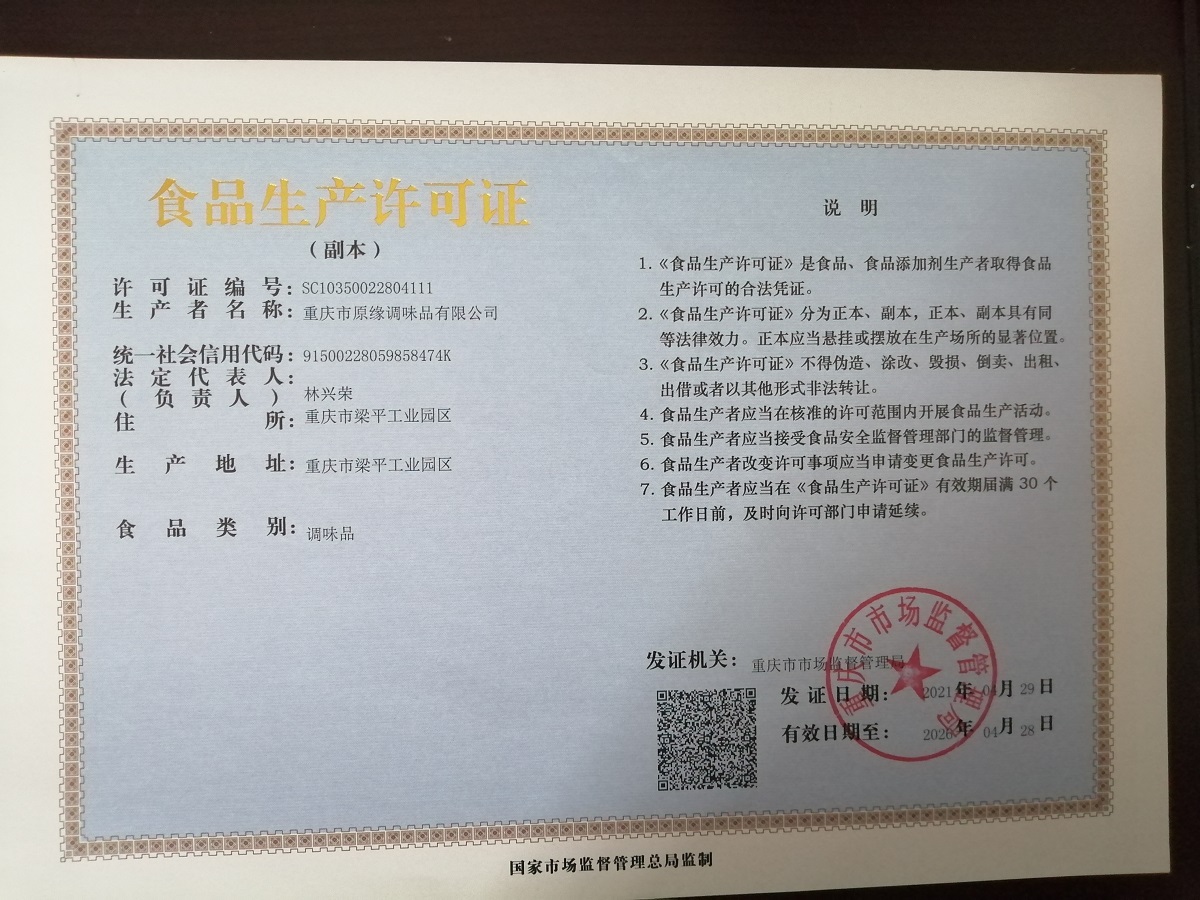 食品生产许可证
（副本）
许可证编号：SC10350022804111
生产者名称：重庆市原缘调味品有限公司
统一社会信用代码：91500228059858474K
法定代表人：
（负责人） 林兴荣
住所：重庆市梁平工业园区
生产地址：重庆市梁平工业园区
食品类别：调味品
说 明
1.《食品生产许可证》是食品、食品添加剂生产者取得食品
生产许可的合法凭证。
2.《食品生产许可证》分为正本、副本，正本、副本具有同
等法律效力。正本应当悬挂或摆放在生产场所的显著位置。
3.《食品生产许可证》不得伪造、涂改、毁损、倒卖、出租、
出借或者以其他形式非法转让。
4. 食品生产者应当在核准的许可范围内开展食品生产活动。
5. 食品生产者应当接受食品安全监督管理部门的监督管理。
6. 食品生产者改变许可事项应当申请变更食品生产许可。
7. 食品生产者应当在《食品生产许可证》有效期届满 30 个
工作日前，及时向许可部门申请延续。
发证机关：重庆市市场监督管理局
发证日期：2021年04月29日
有效日期至：2026年04月28日
重庆市市场监督管理局
国家市场监督管理总局监制